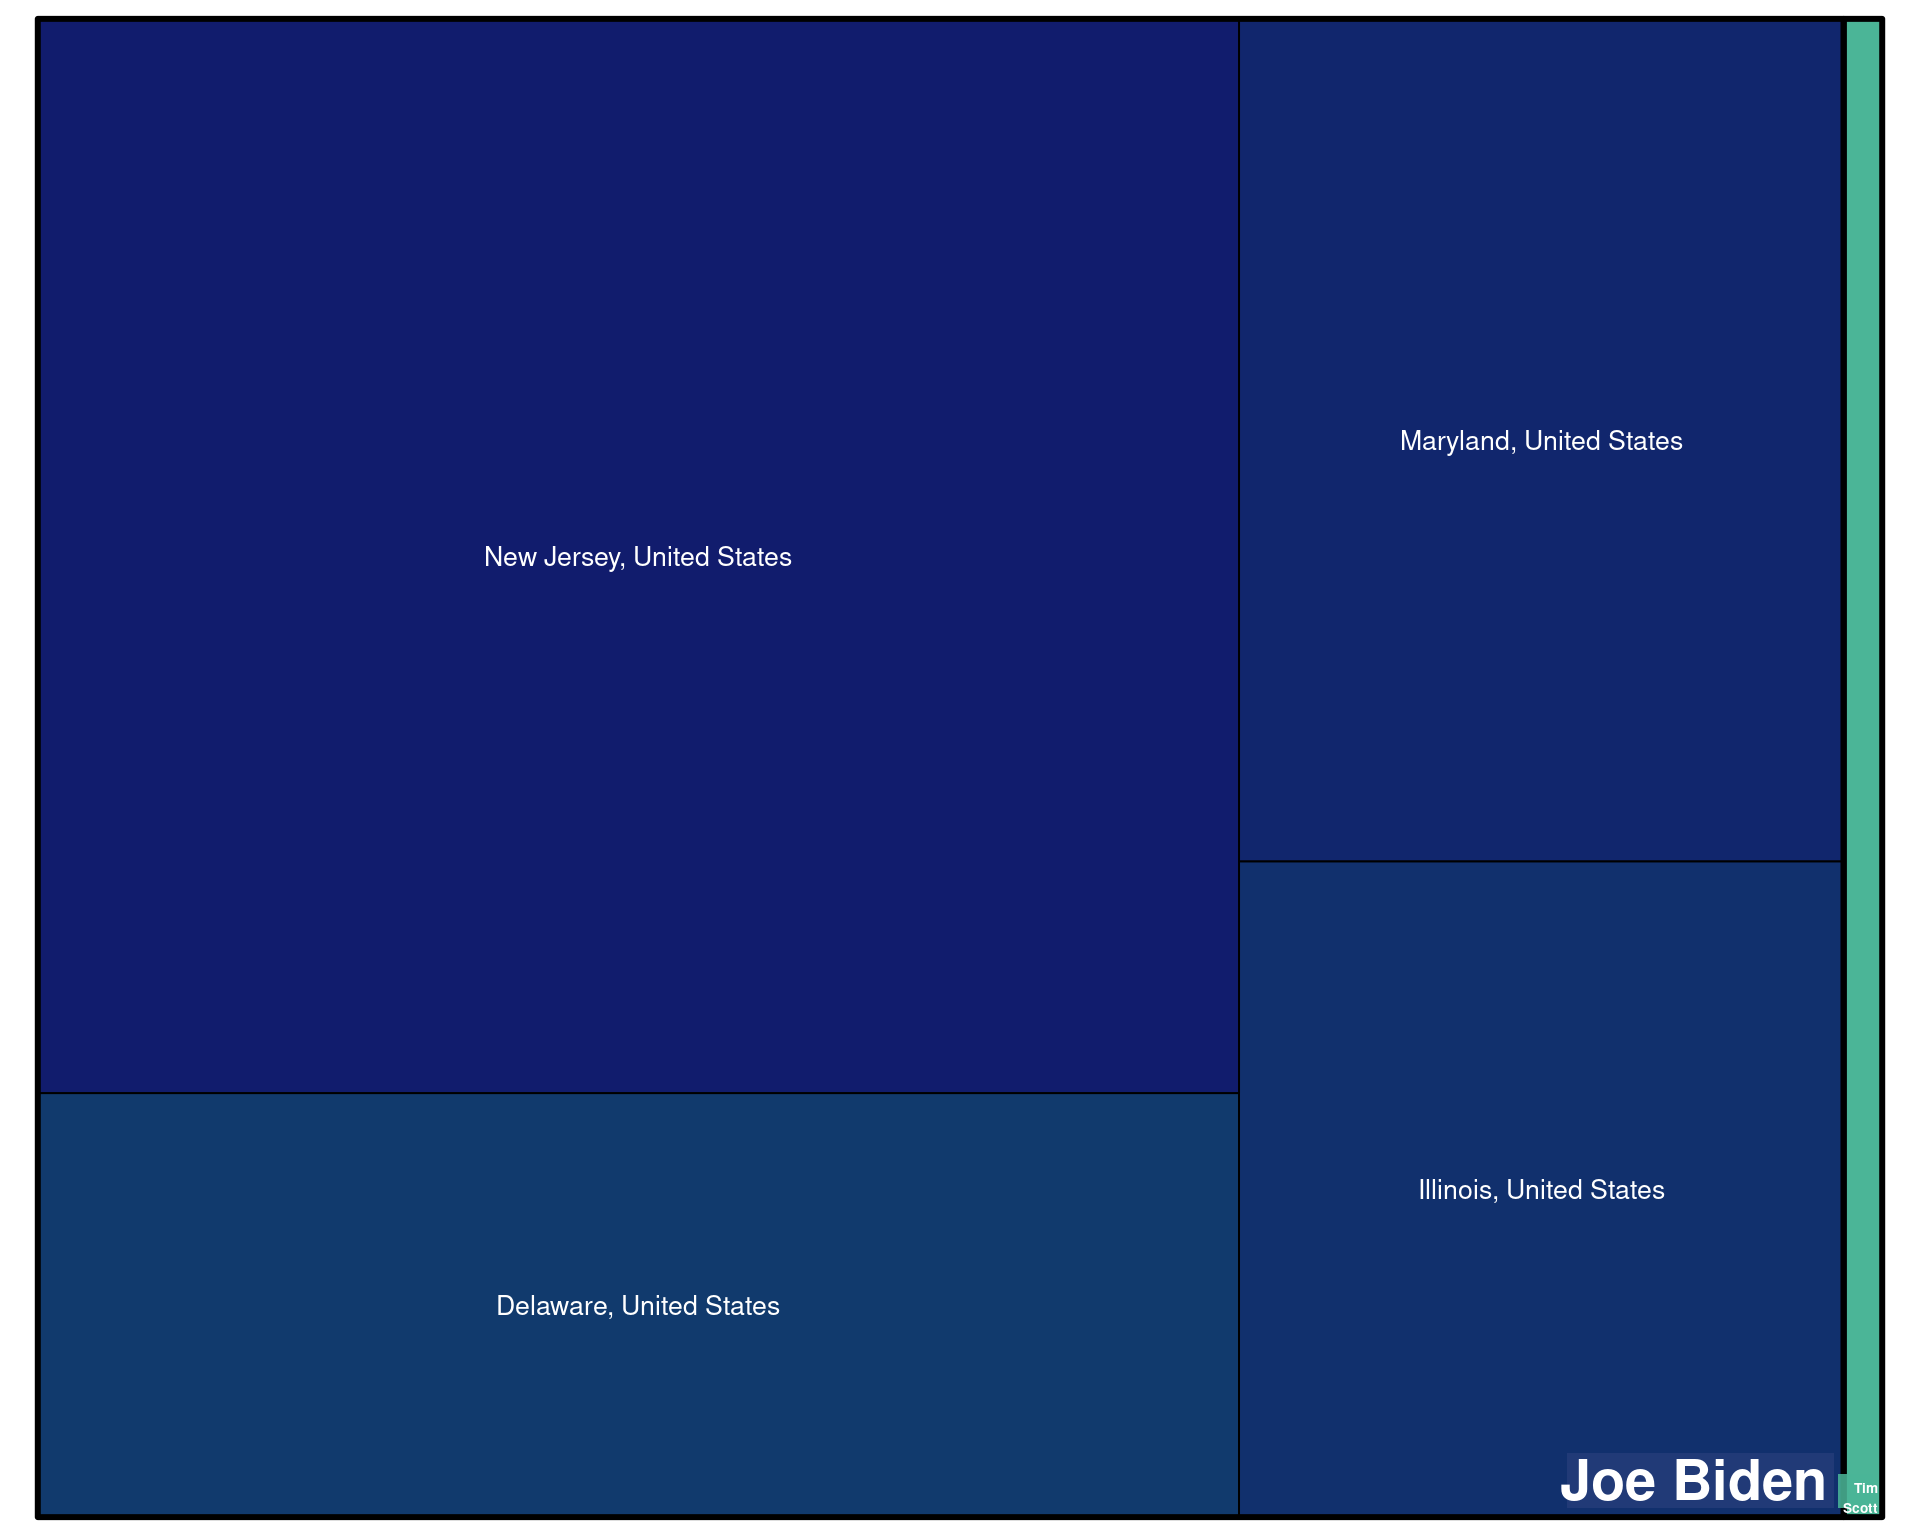 New Jersey, United States
Maryland, United States
Delaware, United States
Illinois, United States
Joe Biden
Tim
Scott